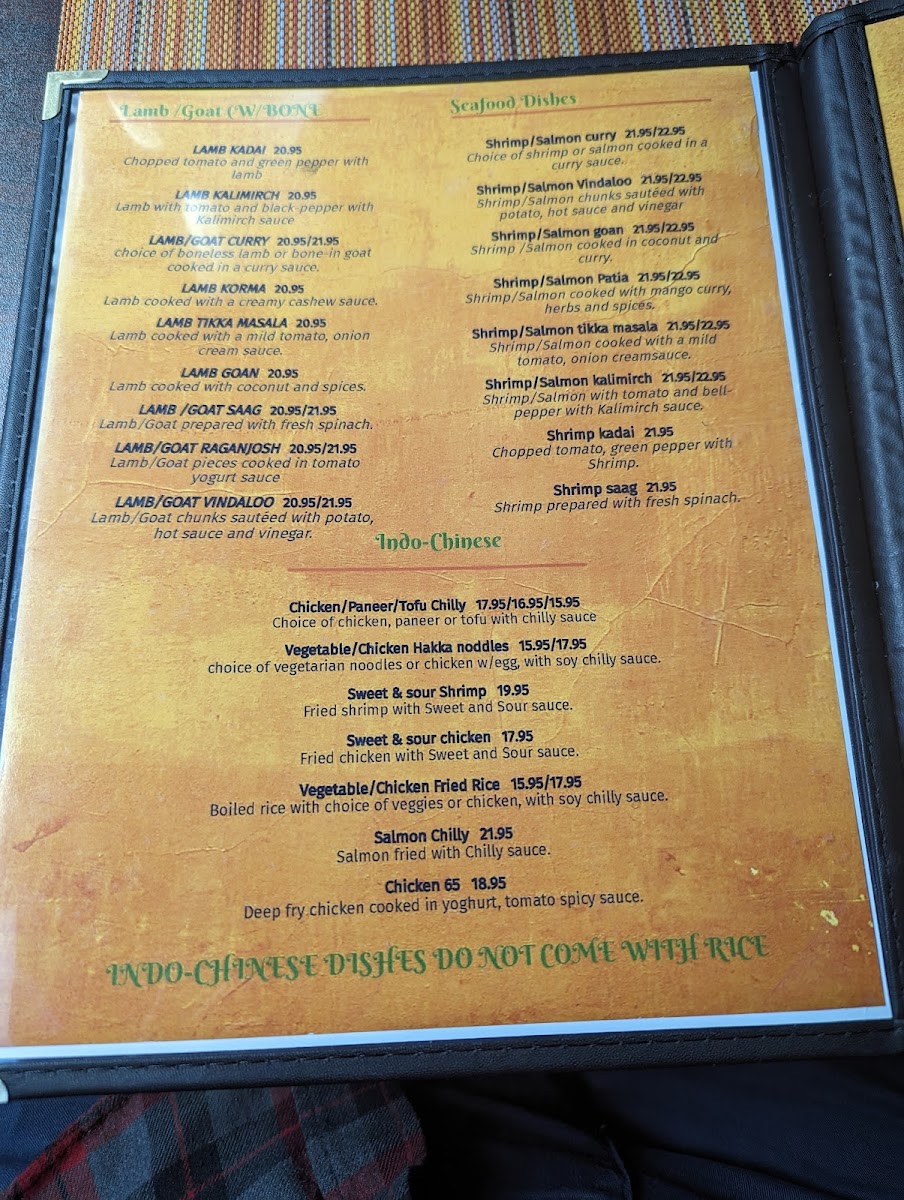 Lamb /Goat (W/BONE
LAMB KADAI 20.95
Chopped tomato and green pepper with
lamb
LAMB KALIMIRCH 20.95
Lamb with tomato and black-pepper with
Kalimirch sauce
LAMB/GOAT CURRY 20.95/21.95
choice of boneless lamb or bone-in goat
cooked in a curry sauce.
LAMB KORMA 20.95
Lamb cooked with a creamy cashew sauce.
LAMB TIKKA MASALA 20.95
Lamb cooked with a mild tomato, onion
cream sauce.
LAMB GOAN 20.95
Lamb cooked with coconut and spices.
LAMB /GOAT SAAG 20.95/21.95
Lamb/Goat prepared with fresh spinach.
LAMB/GOAT RAGANJOSH 20.95/21.95
Lamb/Goat pieces cooked in tomato
yogurt sauce
LAMB/GOAT VINDALOO 20.95/21.95
Lamb/Goat chunks sautéed with potato,
hot sauce and vinegar.
Seafood Dishes
Shrimp/Salmon curry 21.95/22.95
Choice of shrimp or salmon cooked in a
curry sauce.
Shrimp/Salmon Vindaloo 21.95/22.95
Shrimp/Salmon chunks sautéed with
potato, hot sauce and vinegar
Shrimp/Salmon goan 21.95/22.95
Shrimp /Salmon cooked in coconut and
curry.
Shrimp/Salmon Patia 21.95/22.95
Shrimp/Salmon cooked with mango curry,
herbs and spices.
Shrimp/Salmon tikka masala 21.95/22.95
Shrimp/Salmon cooked with a mild
tomato, onion creamsauce.
Shrimp/Salmon kalimirch 21.95/22.95
Shrimp/Salmon with tomato and bell-
pepper with Kalimirch sauce.
Shrimp kadai 21.95
Chopped tomato, green pepper with
Shrimp.
Shrimp saag 21.95
Shrimp prepared with fresh spinach.
Indo-Chinese
Chicken/Paneer/Tofu Chilly 17.95/16.95/15.95
Choice of chicken, paneer or tofu with chilly sauce
Vegetable/Chicken Hakka noddles 15.95/17.95
choice of vegetarian noodles or chicken w/egg, with soy chilly sauce.
Sweet & sour Shrimp 19.95
Fried shrimp with Sweet and Sour sauce.
Sweet & sour chicken 17.95
Fried chicken with Sweet and Sour sauce.
Vegetable/Chicken Fried Rice 15.95/17.95
Boiled rice with choice of veggies or chicken, with soy chilly sauce.
Salmon Chilly 21.95
Salmon fried with Chilly sauce.
Chicken 65 18.95
Deep fry chicken cooked in yoghurt, tomato spicy sauce.
INDO-CHINESE DISHES DO NOT COME WITH RICE